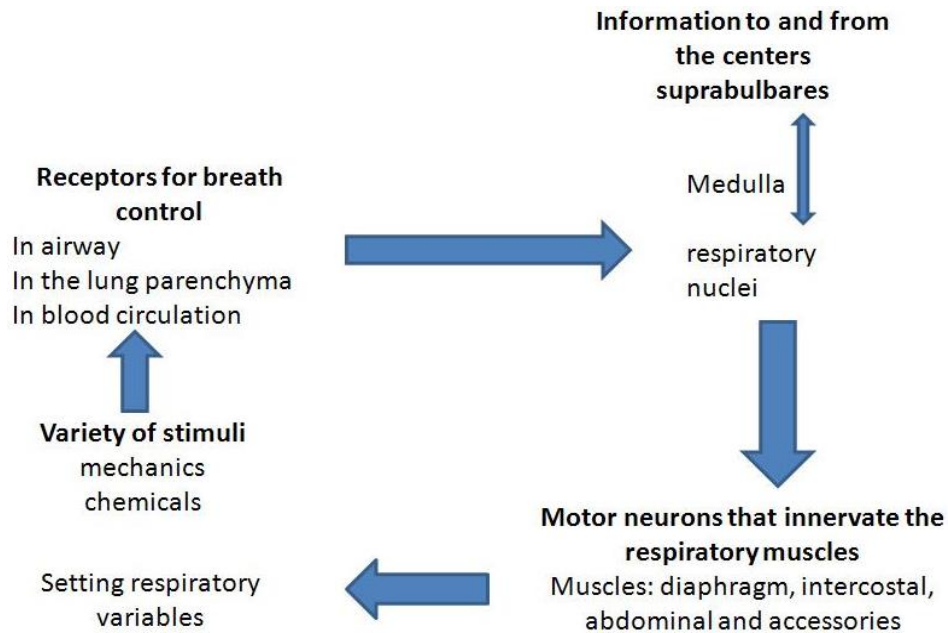 Information to and from
the centers
suprabulbares
Medulla
respiratory
nuclei
Receptors for breath
control
In airway
In the lung parenchyma
In blood circulation
Variety of stimuli
mechanics
chemicals
Motor neurons that innervate the
respiratory muscles
Muscles: diaphragm, intercostal,
abdominal and accessories
Setting respiratory
variables